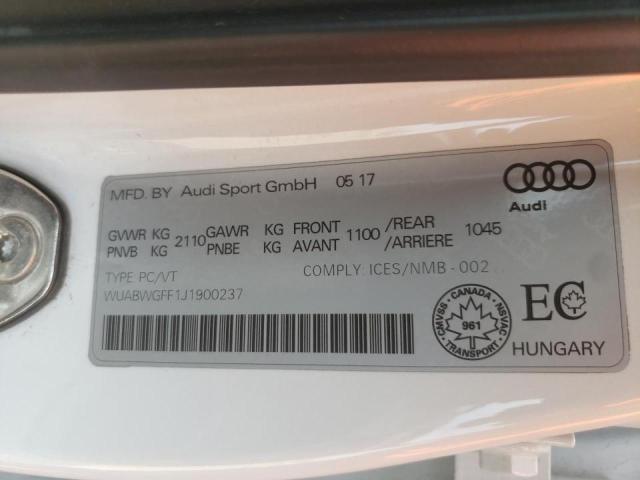 MFD. BY Audi Sport GmbH 05 17
Audi
GVWR KG 2110 GAWR KG FRONT 1100 /REAR 1045
PNVB KG PNBE KG AVANT /ARRIERE
TYPE PC/VT COMPLY. ICES/NMB - 002
WUABWGFF1J1900237
CMVSS - CANADA - NSVAC
961
TRANSPORT
EC
HUNGARY